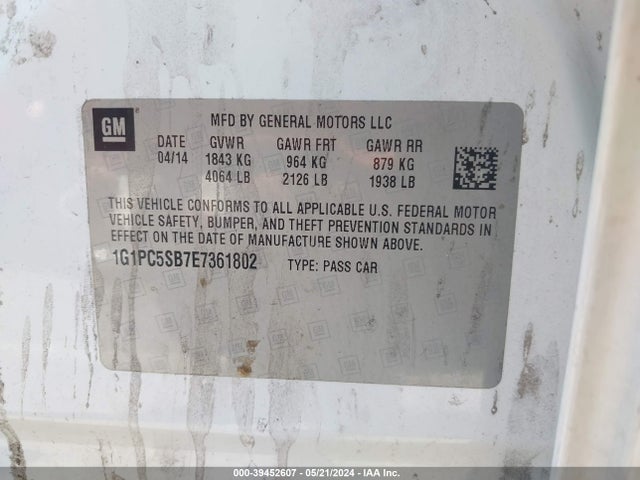 GM
MFD BY GENERAL MOTORS LLC
DATE GVWR GAWR FRT GAWR RR
04/14 1843 KG 964 KG 879 KG
4064 LB 2126 LB 1938 LB
THIS VEHICLE CONFORMS TO ALL APPLICABLE U.S. FEDERAL MOTOR
VEHICLE SAFETY, BUMPER, AND THEFT PREVENTION STANDARDS IN
EFFECT ON THE DATE OF MANUFACTURE SHOWN ABOVE.
1G1PC5SB7E7361802 TYPE: PASS CAR
000-39452607 - 05/21/2024 - IAA Inc.